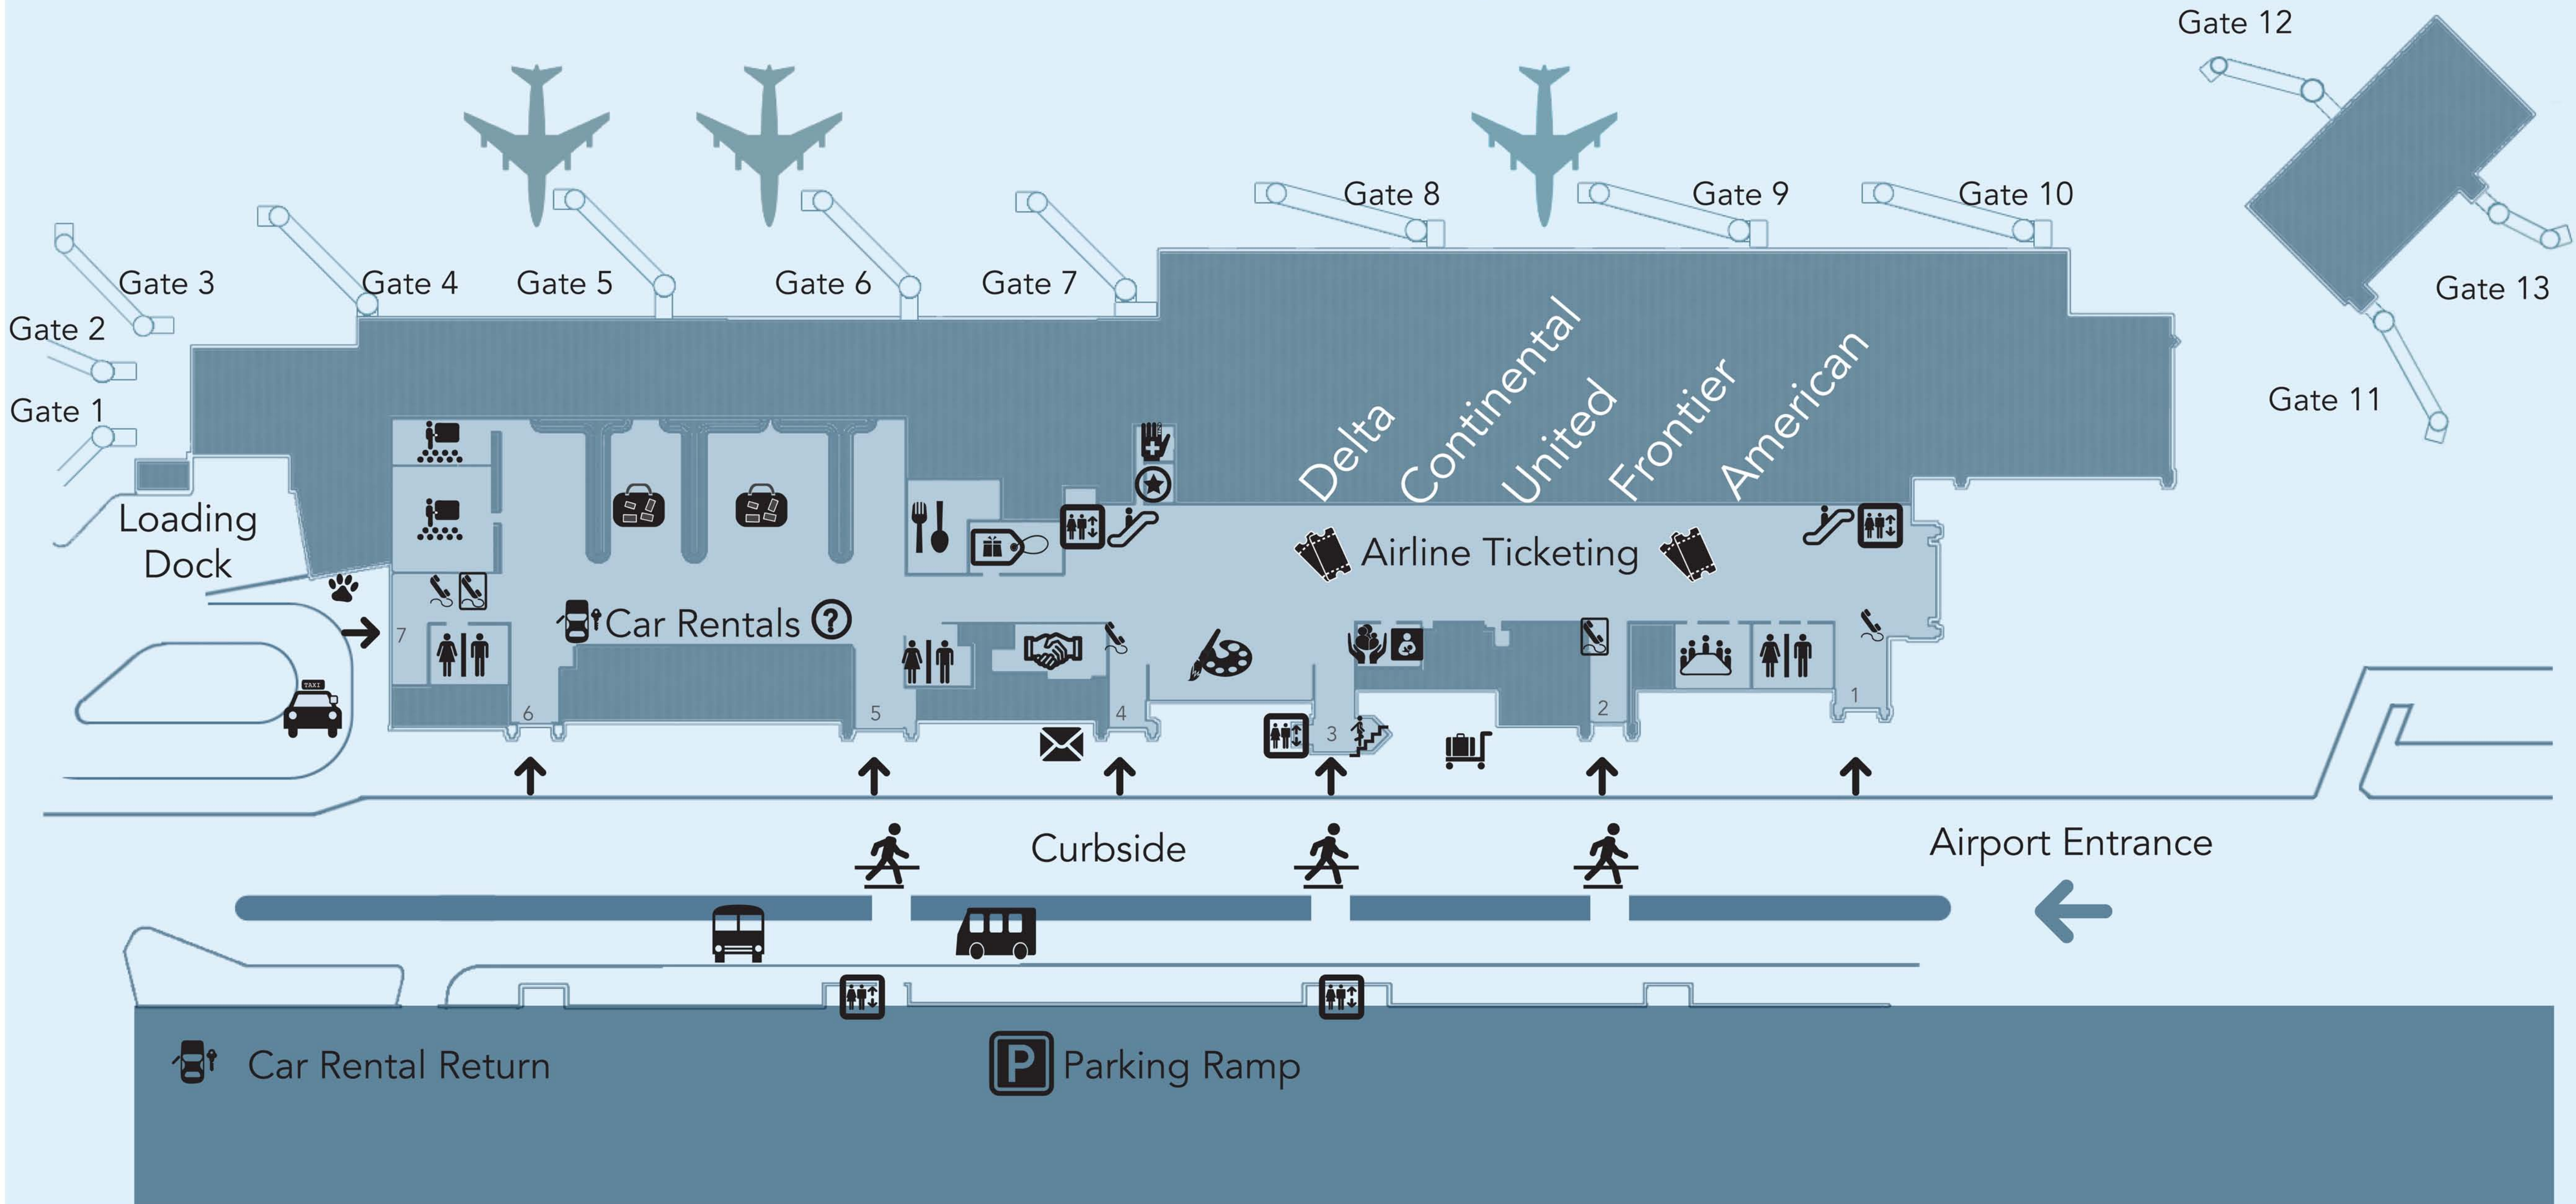 Gate 12
Gate 8
Gate 9
Gate 10
Gate 3
Gate 4
Gate 5
Gate 6
Gate 7
Gate 13
Gate 2
Gate 1
Gate 11
Delta
Continental
United
Frontier
American
Loading
Dock
Airline Ticketing
Car Rentals ?
7
TAXI
6
5
4
3
2
1
Curbside
Airport Entrance
Car Rental Return
P Parking Ramp